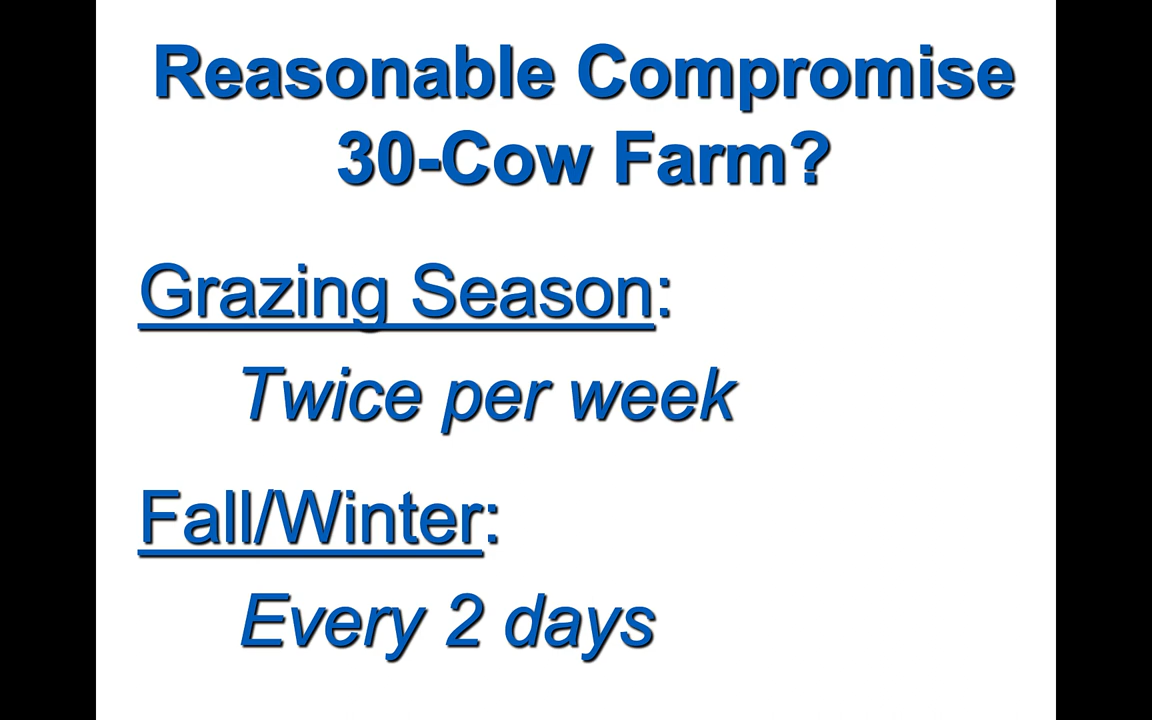 Reasonable Compromise
30-Cow Farm?
Grazing Season:
Twice per week
Fall/Winter:
Every 2 days